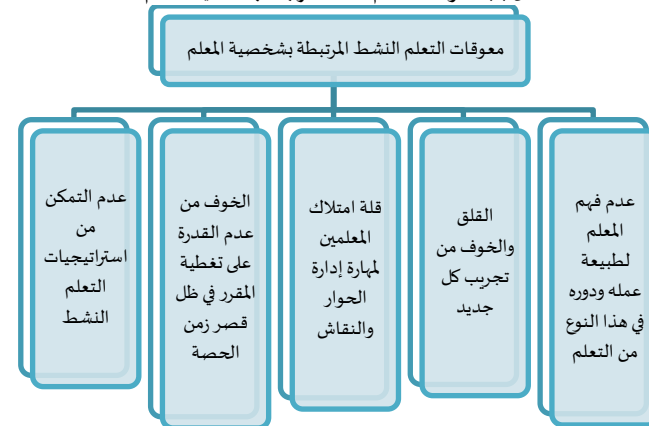 معوقات التعلم النشط المرتبطة بشخصية المعلم
عدم فهم
المعلم
لطبيعة
عمله ودوره
في هذا النوع
من التعلم
القلق
والخوف من
تجريب كل
جديد
قلة امتلاك
المعلمين
لمهارة إدارة
الحوار
والنقاش
الخوف من
عدم القدرة
على تغطية
المقرر في ظل
قصر زمن
الحصة
عدم التمكن
من
استراتيجيات
التعلم
النشط